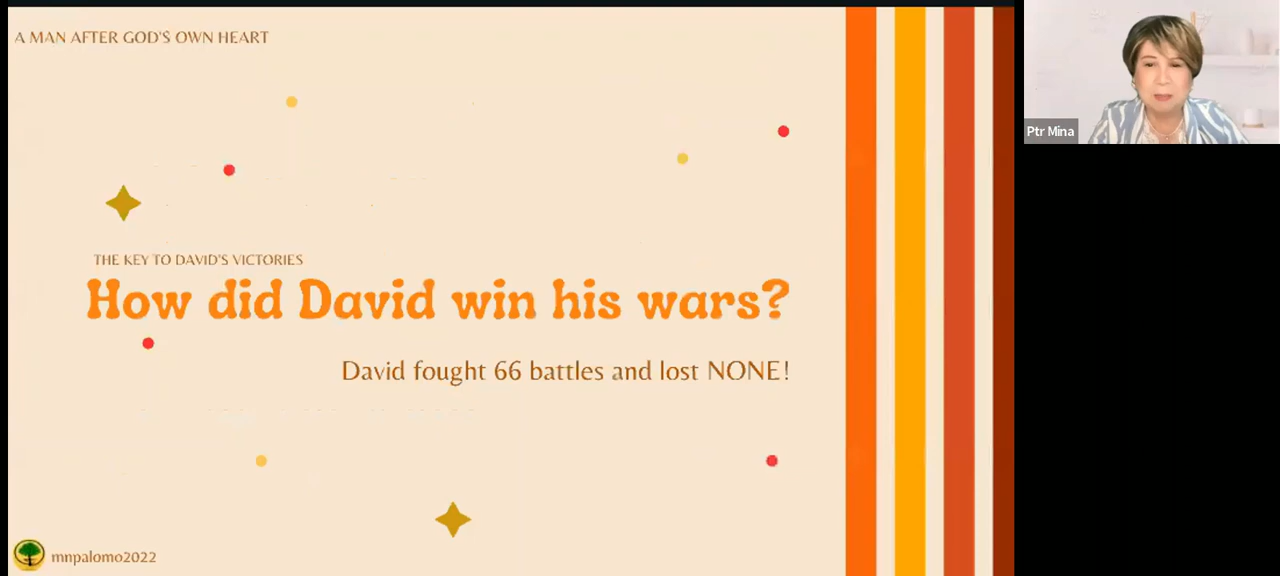 A MAN AFTER GOD'S OWN HEART
Ptr Mina
THE KEY TO DAVID'S VICTORIES
How did David win his wars?
David fought 66 battles and lost NONE!
mnpalomo2022